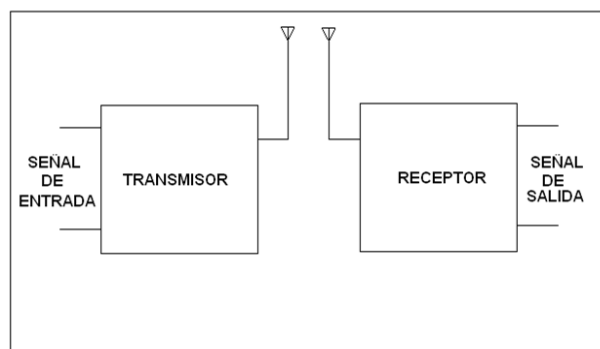 SEÑAL
DE
ENTRADA
TRANSMISOR
RECEPTOR
SEÑAL
DE
SALIDA